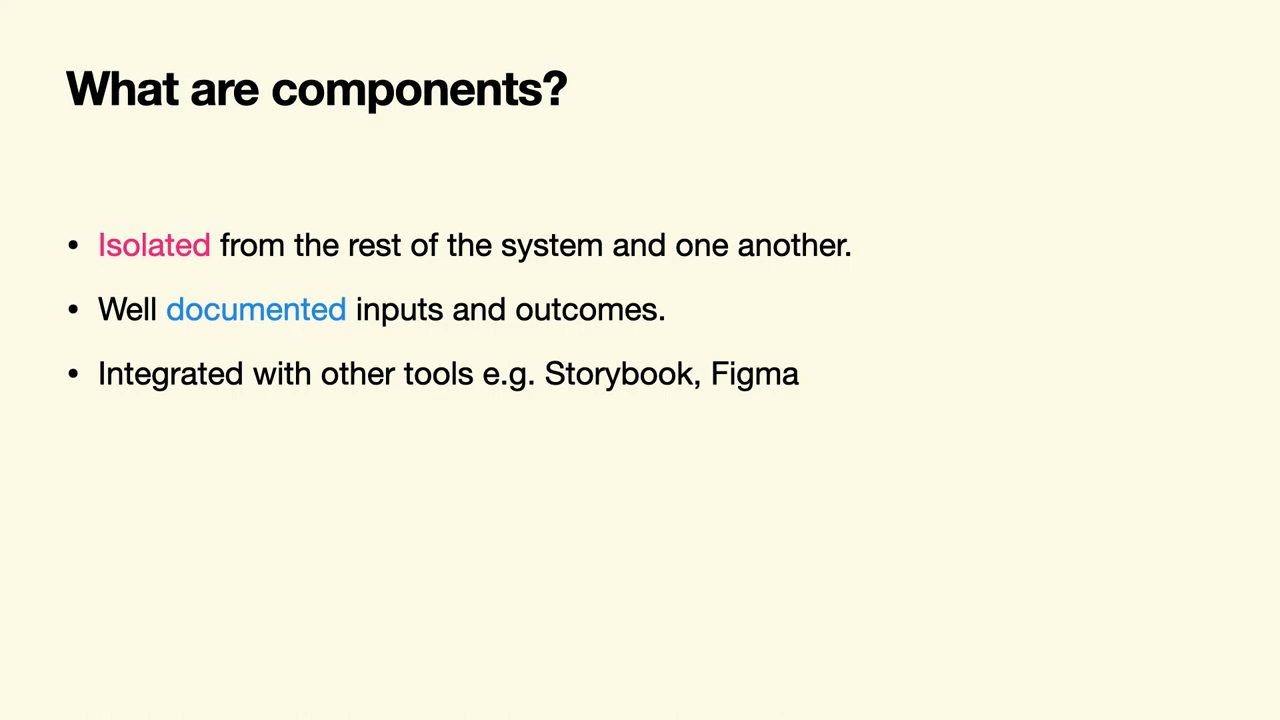 What are components?
• Isolated from the rest of the system and one another.
• Well documented inputs and outcomes.
• Integrated with other tools e.g. Storybook, Figma